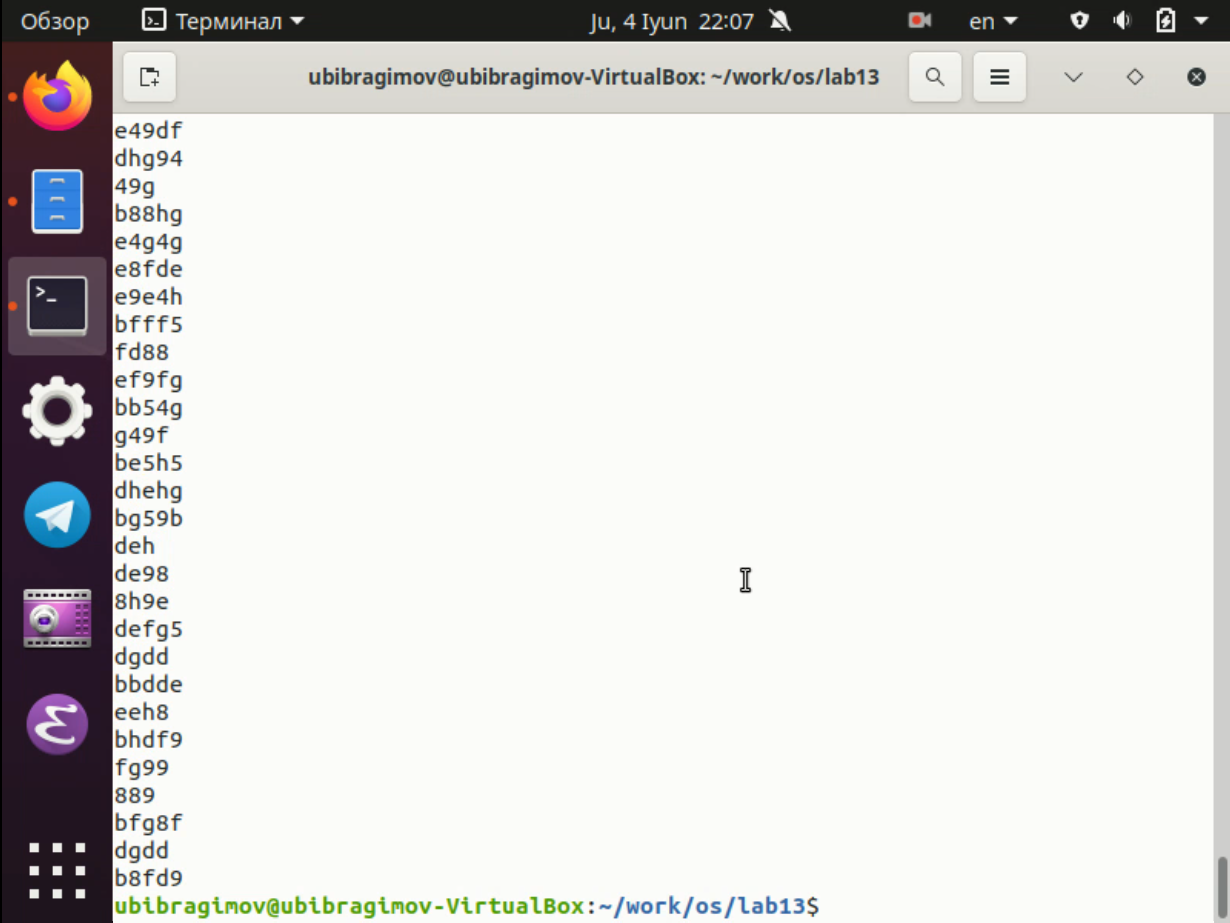 Обзор
Терминал
Ju, 4 Iyun 22:07
en
ubibragimov@ubibragimov-VirtualBox: ~/work/os/lab13
>_
e49df
dhg94
49g
b88hg
e4g4g
e8fde
e9e4h
bfff5
fd88
ef9fg
bb54g
g49f
be5h5
dhehg
bg59b
deh
de98
8h9e
defg5
dgdd
bbdde
eeh8
bhdf9
fg99
889
bfg8f
dgdd
b8fd9
ubibragimov@ubibragimov-VirtualBox:~/work/os/lab13$